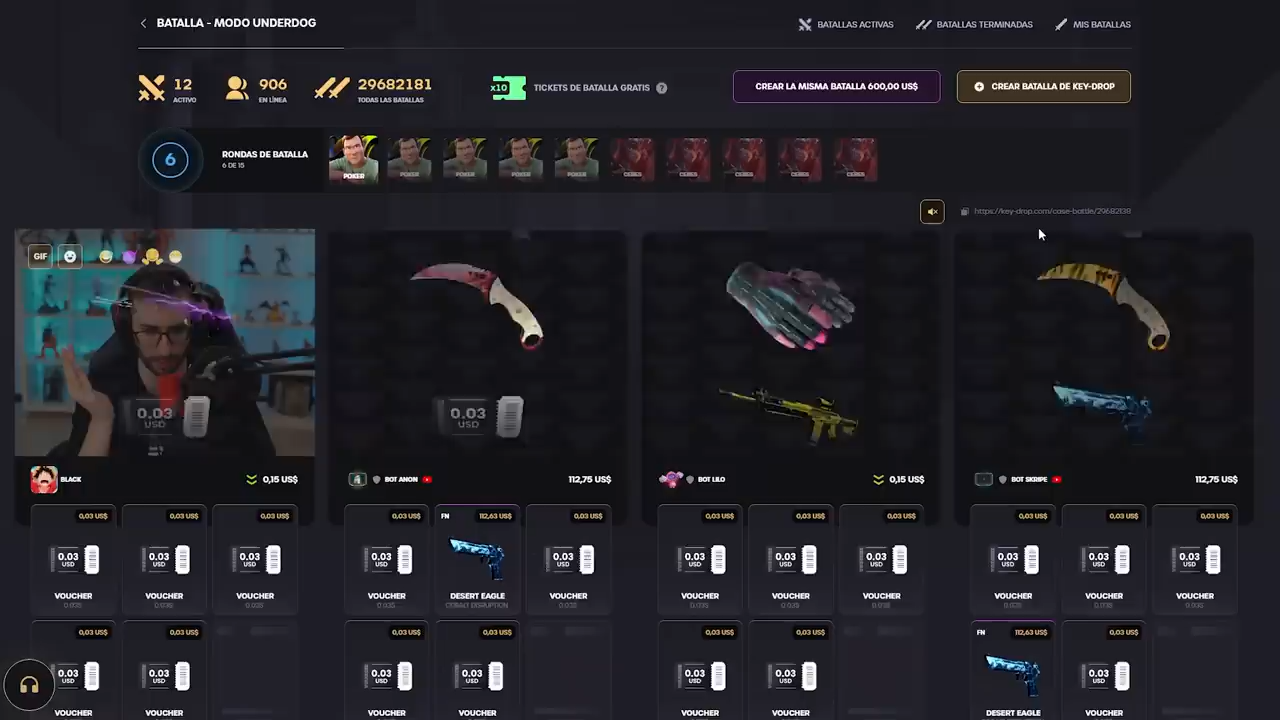 BATALLA - MODO UNDERDOG
BATALLAS ACTIVAS
BATALLAS TERMINADAS
MIS BATALLAS
12
ACTIVO
906
EN LÍNEA
29682181
TODAS LAS BATALLAS
x10
TICKETS DE BATALLA GRATIS ?
CREAR LA MISMA BATALLA 600,00 US$
CREAR BATALLA DE KEY-DROP
6
RONDAS DE BATALLA
6 DE 15
POKER POKER POKER POKER POKER CERES CERES CERES CERES CERES
https://key-drop.com/case-battle/29682138
GIF
0.03
USD
0.03
USD
BLACK 0,15 US$
BOT ANON 112,75 US$
BOT LILO 0,15 US$
BOT SKRIPE 112,75 US$
0,03 US$ 0,03 US$ 0,03 US$
0.03 0.03 0.03
USD USD USD
VOUCHER VOUCHER VOUCHER
0,03 US$ FN 112,63 US$ 0,03 US$
0.03 0.03
USD USD
VOUCHER DESERT EAGLE VOUCHER
COBALT DISRUPTION
0,03 US$ 0,03 US$ 0,03 US$
0.03 0.03 0.03
USD USD USD
VOUCHER VOUCHER VOUCHER
0,03 US$ 0,03 US$ 0,03 US$
0.03 0.03 0.03
USD USD USD
VOUCHER VOUCHER VOUCHER
0,03 US$ 0,03 US$
0.03 0.03
USD USD
VOUCHER VOUCHER
0,03 US$ 0,03 US$
0.03 0.03
USD USD
VOUCHER VOUCHER
0,03 US$ 0,03 US$
0.03 0.03
USD USD
VOUCHER VOUCHER
FN 112,63 US$ 0,03 US$
0.03
USD
DESERT EAGLE VOUCHER